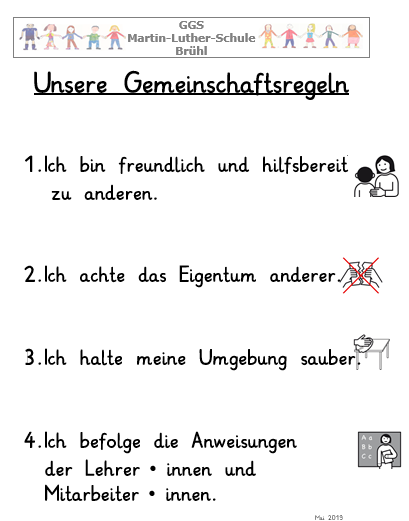 GGS
Martin-Luther-Schule
Brühl
Unsere Gemeinschaftsregeln
1. Ich bin freundlich und hilfsbereit
zu anderen.
2. Ich achte das Eigentum anderer.
3. Ich halte meine Umgebung sauber.
4. Ich befolge die Anweisungen
der Lehrer • innen und
Mitarbeiter • innen.
A a
B b
C c
Mai 2019